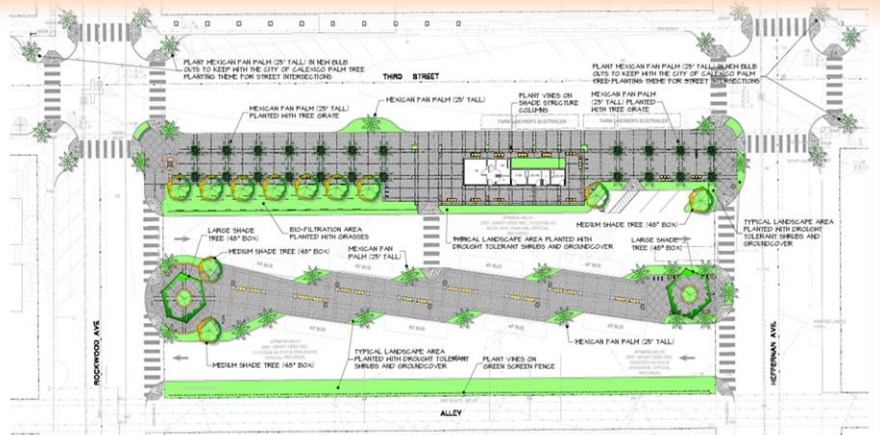 PLANT MEXICAN FAN PALM (25' TALL) IN NEW BULB
OUTS TO KEEP WITH THE CITY OF CALEXICO PALM TREE
PLANTING THEME FOR STREET INTERSECTIONS
THIRD STREET
PLANT MEXICAN FAN PALM (25' TALL) IN NEW BULB
OUTS TO KEEP WITH THE CITY OF CALEXICO PALM
TREE PLANTING THEME FOR STREET INTERSECTIONS
MEXICAN FAN PALM (25' TALL)
PLANTED WITH TREE GRATE
MEXICAN FAN PALM (25' TALL)
PLANT VINES ON
SHADE STRUCTURE
COLUMNS
MEXICAN FAN PALM
(25' TALL) PLANTED
WITH TREE GRATE
FARM LABORER'S BUS/TRAILER
FARM LABORER'S BUS/TRAILER
LARGE
SHADE TREE
(48" BOX)
BIO-FILTRATION AREA
PLANTED WITH GRASSES
MEDIUM SHADE TREE (48" BOX)
MEXICAN FAN
PALM (25' TALL)
TYPICAL LANDSCAPE AREA PLANTED WITH
DROUGHT TOLERANT SHRUBS AND GROUNDCOVER
MEDIUM SHADE TREE (48" BOX)
LARGE SHADE
TREE (48" BOX)
TYPICAL LANDSCAPE AREA
PLANTED WITH DROUGHT
TOLERANT SHRUBS AND
GROUNDCOVER
ROCKWOOD AVE.
HEFFERNAN AVE.
MEDIUM SHADE TREE (48" BOX)
TYPICAL LANDSCAPE AREA
PLANTED WITH DROUGHT TOLERANT
SHRUBS AND GROUNDCOVER
PLANT VINES ON
GREEN SCREEN FENCE
MEXICAN FAN PALM (25' TALL)
ALLEY